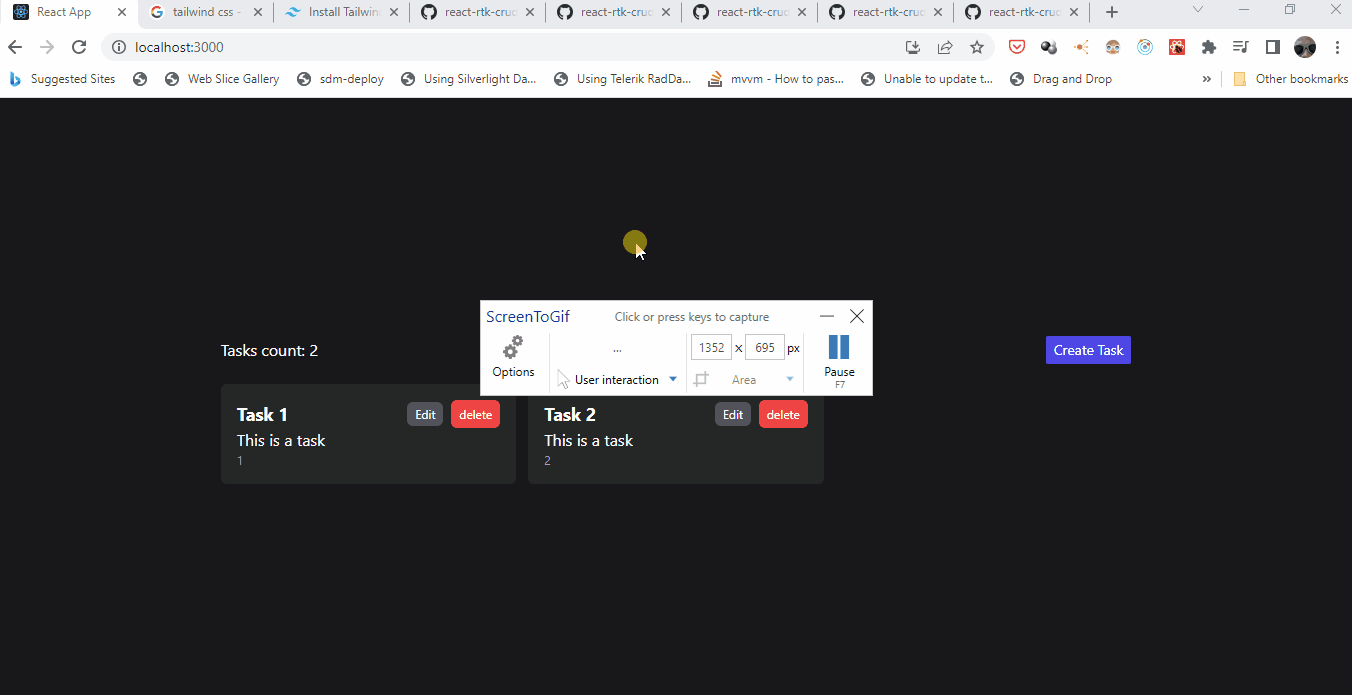 React App
tailwind css -
Install Tailwin
react-rtk-cruc
react-rtk-cruc
react-rtk-cruc
react-rtk-cruc
react-rtk-cruc
localhost:3000
Suggested Sites
Web Slice Gallery
sdm-deploy
Using Silverlight Da...
Using Telerik RadDa...
mvvm - How to pas...
Unable to update t...
Drag and Drop
»
Other bookmarks
ScreenToGif
Click or press keys to capture
Options
...
1352 x 695 px
User interaction
Area
Pause
F7
Tasks count: 2
Create Task
Task 1
Edit
delete
This is a task
1
Task 2
Edit
delete
This is a task
2